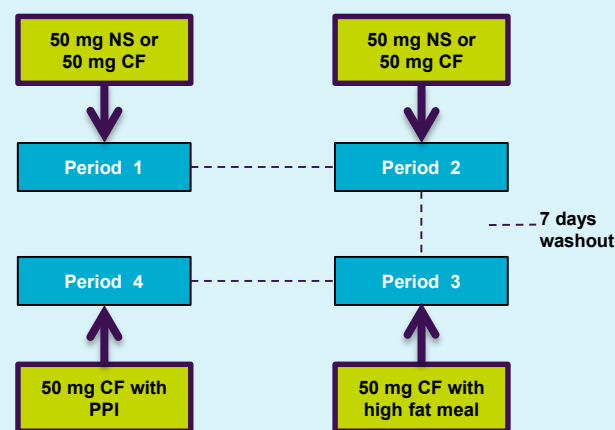 50 mg NS or
50 mg CF
50 mg NS or
50 mg CF
Period 1
Period 2
7 days
washout
Period 4
Period 3
50 mg CF with
PPI
50 mg CF with
high fat meal